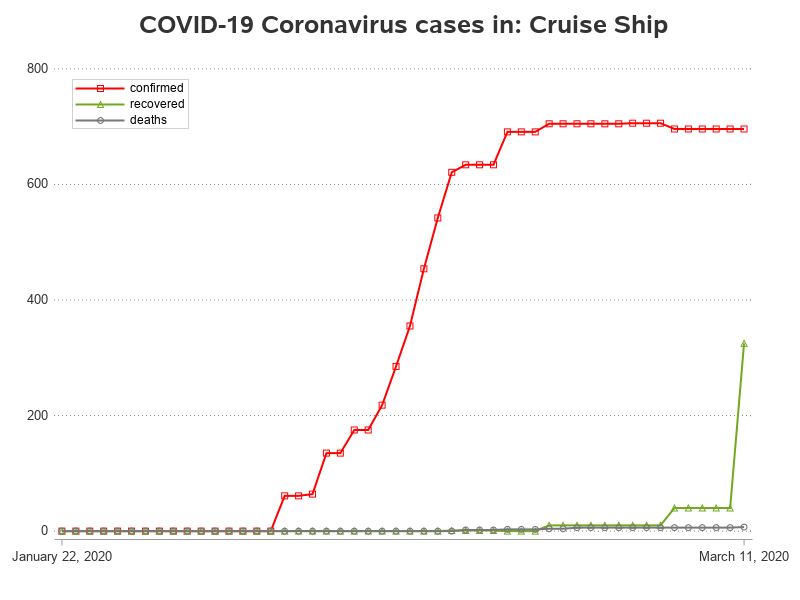 COVID-19 Coronavirus cases in: Cruise Ship
800
confirmed
recovered
deaths
600
400
200
0
January 22, 2020
March 11, 2020